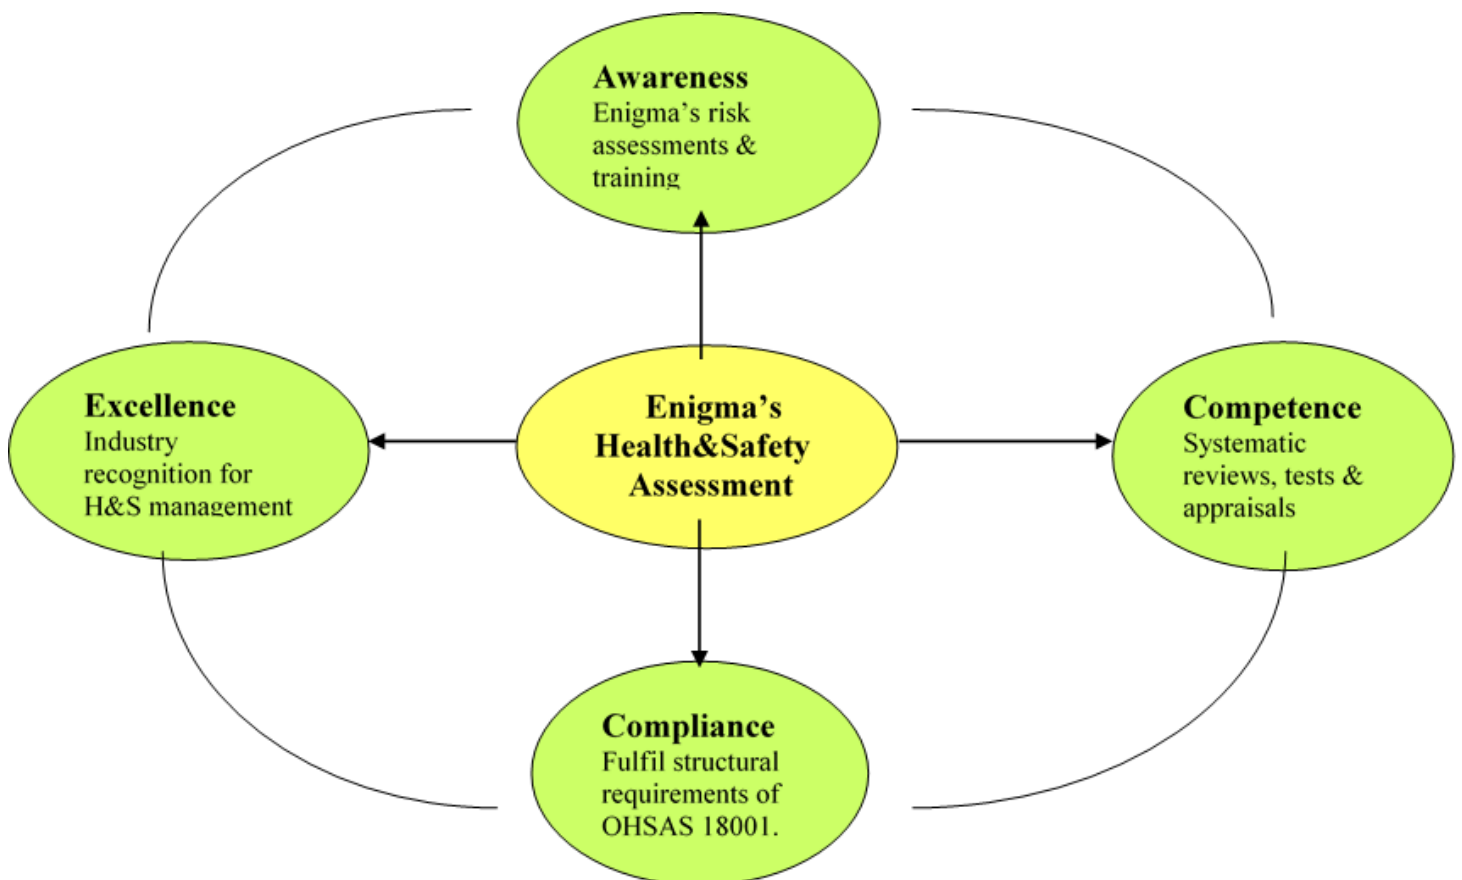 Awareness
Enigma’s risk
assessments &
training
Excellence
Industry
recognition for
H&S management
Enigma’s
Health&Safety
Assessment
Competence
Systematic
reviews, tests &
appraisals
Compliance
Fulfil structural
requirements of
OHSAS 18001.